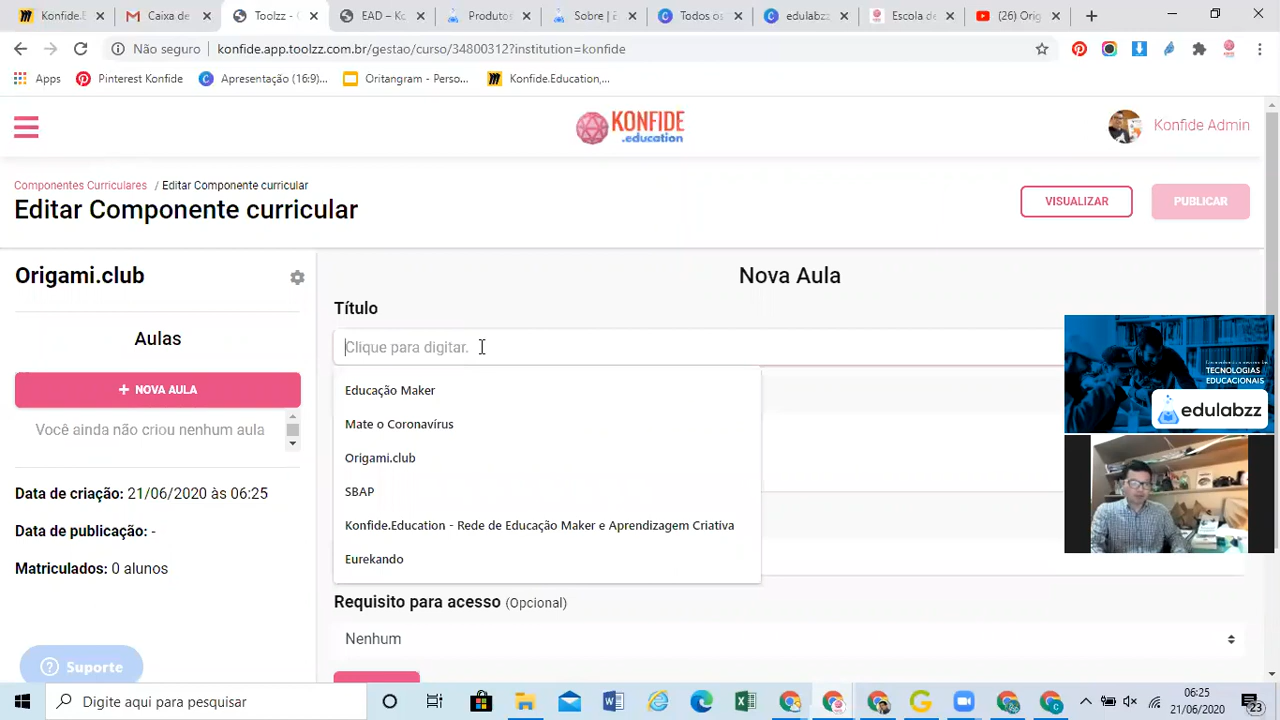 Caixa de
Toolzz -
EAD – Ko
Produtos
Sobre | E
Todos os
edulabzz
Escola de
(26) Orig
Não seguro
konfide.app.toolzz.com.br/gestao/curso/34800312?institution=konfide
Apps
Pinterest Konfide
Apresentação (16:9)...
Oritangram - Perso...
Konfide.Education,...
KONFIDE
.education
Konfide Admin
Componentes Curriculares / Editar Componente curricular
Editar Componente curricular
VISUALIZAR
PUBLICAR
Origami.club
Aulas
+ NOVA AULA
Você ainda não criou nenhum aula
Data de criação: 21/06/2020 às 06:25
Data de publicação: -
Matriculados: 0 alunos
Suporte
Nova Aula
Título
Clique para digitar.
Educação Maker
Mate o Coronavírus
Origami.club
SBAP
Konfide.Education - Rede de Educação Maker e Aprendizagem Criativa
Eurekando
Requisito para acesso (Opcional)
Nenhum
TECNOLOGIAS
EDUCACIONAIS
edulabzz
Digite aqui para pesquisar
06:25
21/06/2020
23